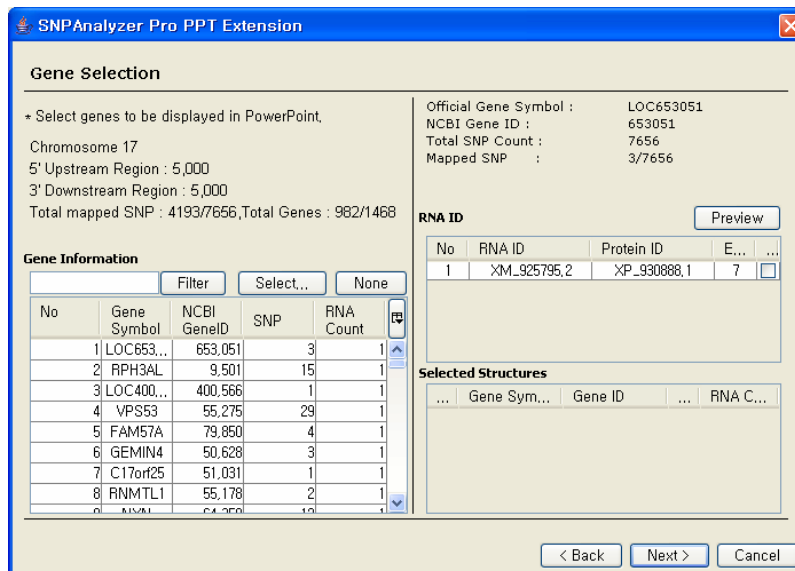 SNPAnalyzer Pro PPT Extension
Gene Selection
* Select genes to be displayed in PowerPoint,
Chromosome 17
5' Upstream Region : 5,000
3' Downstream Region : 5,000
Total mapped SNP : 4193/7656,Total Genes : 982/1468
Gene Information
Filter Select,,, None
No Gene Symbol NCBI GeneID SNP RNA Count
1 LOC653,,, 653,051 3 1
2 RPH3AL 9,501 15 1
3 LOC400,,, 400,566 1 1
4 VPS53 55,275 29 1
5 FAM57A 79,850 4 1
6 GEMIN4 50,628 3 1
7 C17orf25 51,031 1 1
8 RNMTL1 55,178 2 1
Official Gene Symbol : LOC653051
NCBI Gene ID : 653051
Total SNP Count : 7656
Mapped SNP : 3/7656
RNA ID
Preview
No RNA ID Protein ID E... ...
1 XM_925795,2 XP_930888,1 7
Selected Structures
... Gene Sym... Gene ID ... RNA C...
< Back Next > Cancel